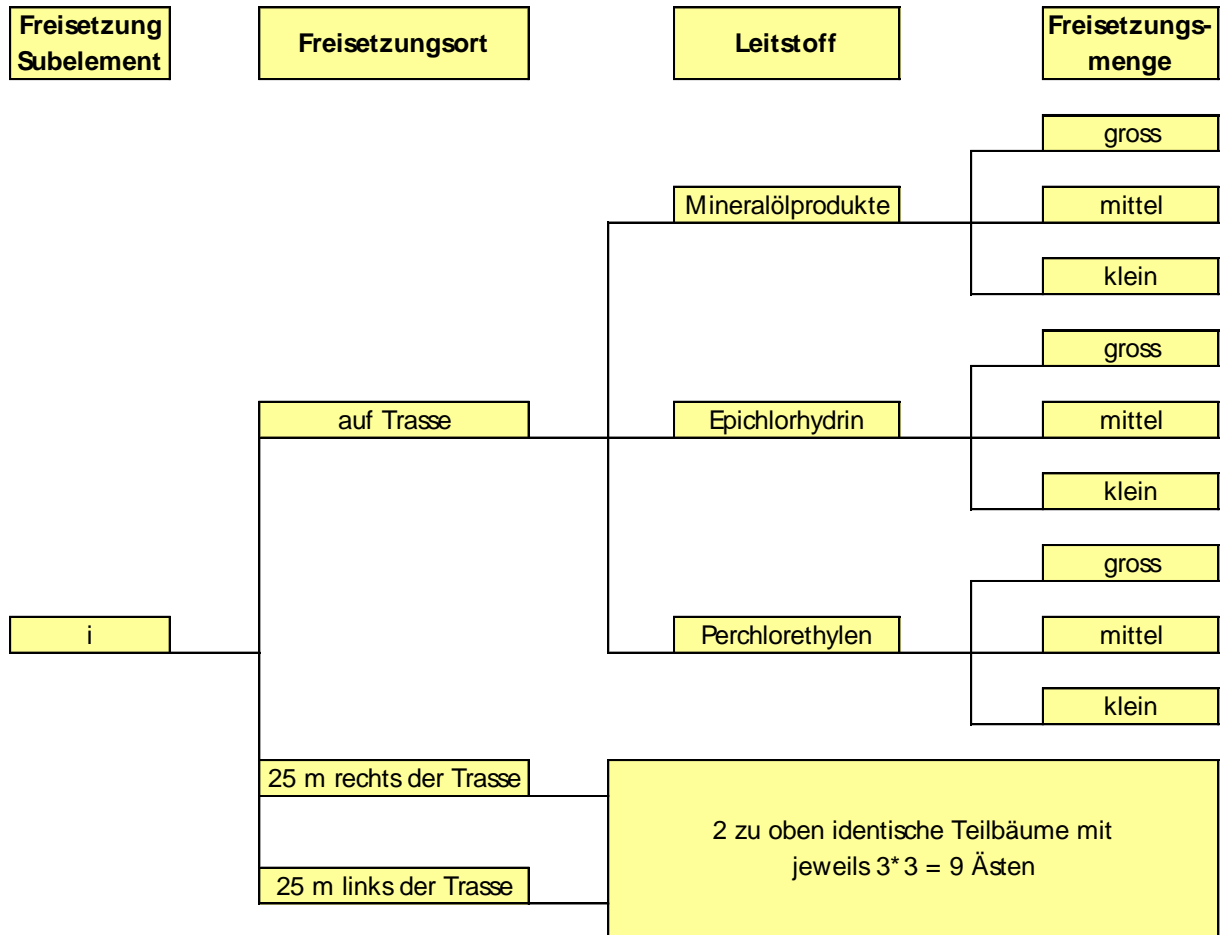 Freisetzung
Subelement
Freisetzungsort
Leitstoff
Freisetzungs-
menge
gross
Mineralölprodukte
mittel
klein
gross
auf Trasse
Epichlorhydrin
mittel
klein
gross
i
Perchlorethylen
mittel
klein
25 m rechts der Trasse
2 zu oben identische Teilbäume mit
jeweils 3*3 = 9 Ästen
25 m links der Trasse